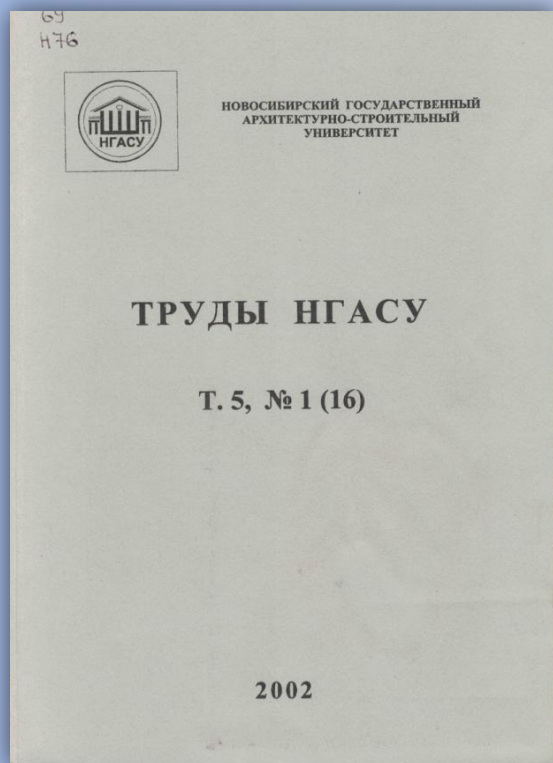 69
Н76
НГАСУ
НОВОСИБИРСКИЙ ГОСУДАРСТВЕННЫЙ
АРХИТЕКТУРНО-СТРОИТЕЛЬНЫЙ
УНИВЕРСИТЕТ
ТРУДЫ НГАСУ
Т. 5, № 1 (16)
2002